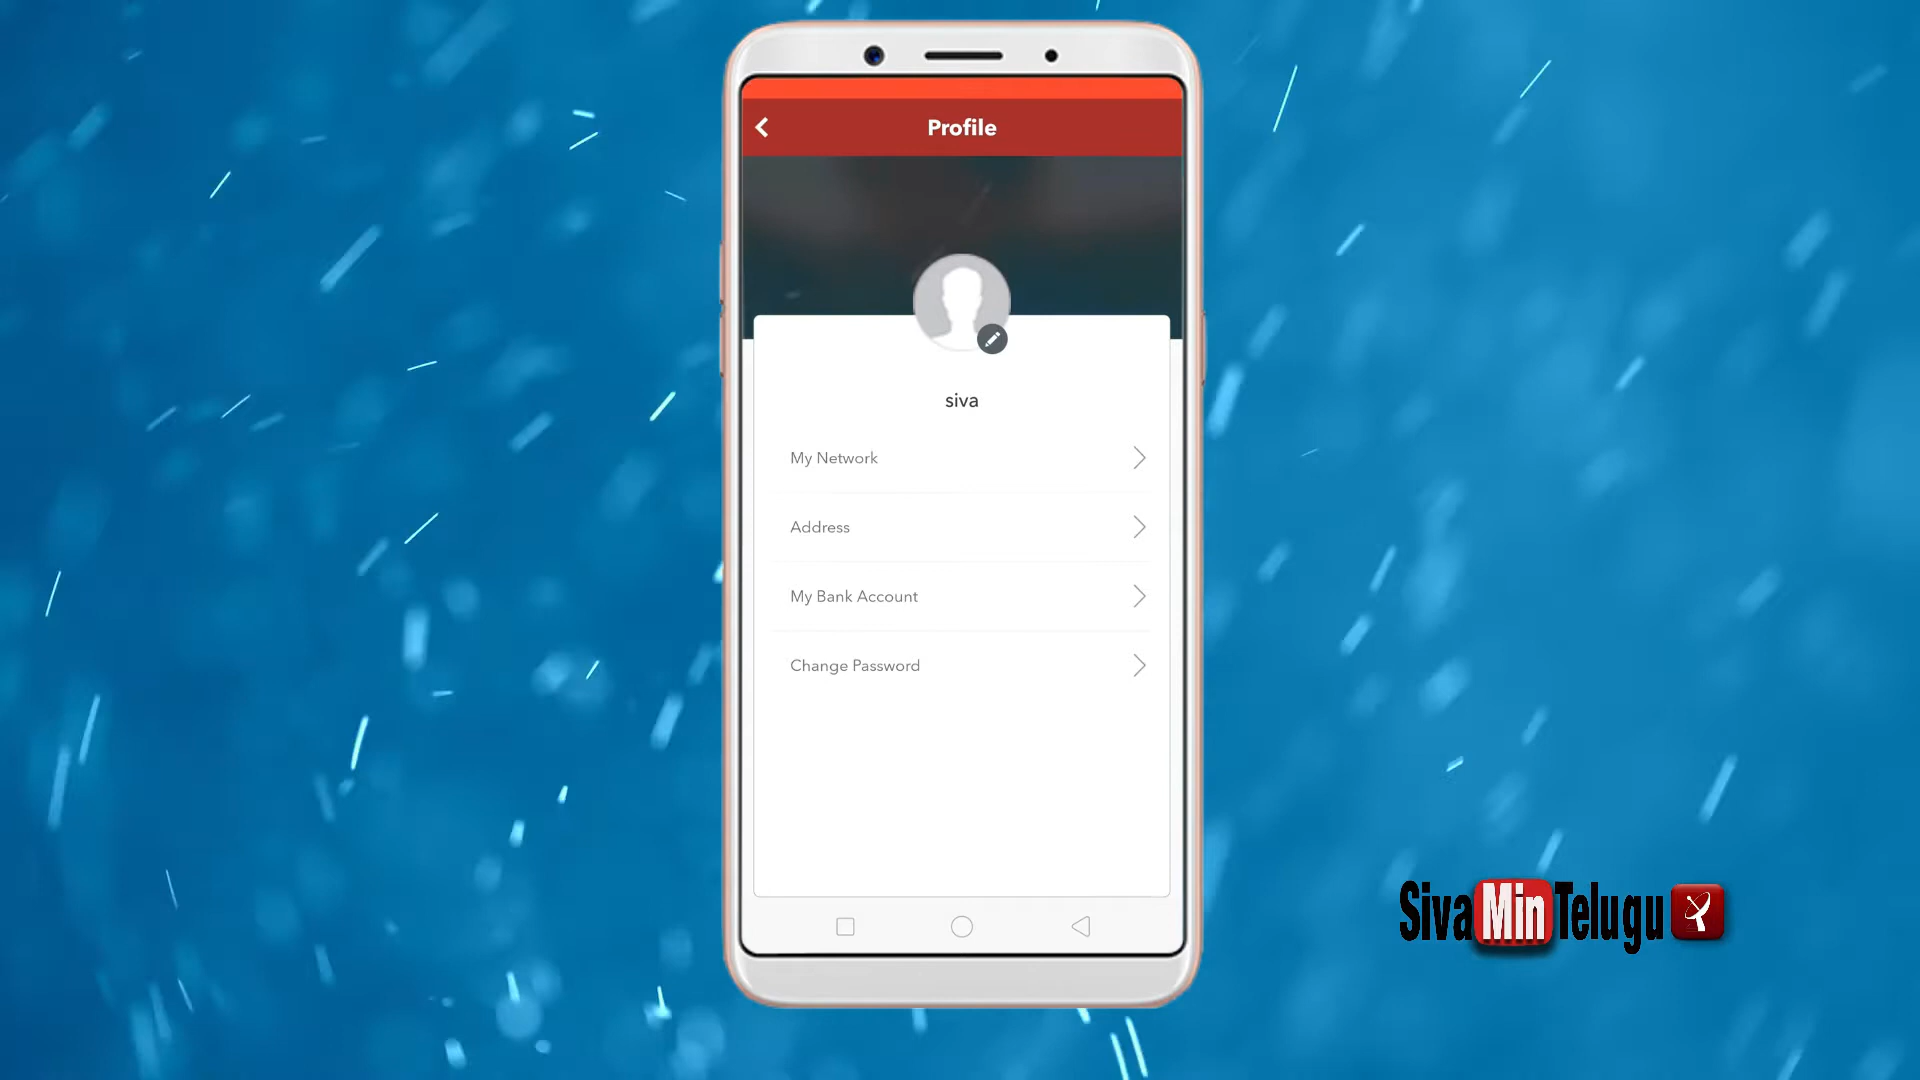 Profile
siva
My Network
Address
My Bank Account
Change Password
SivaMinTelugu